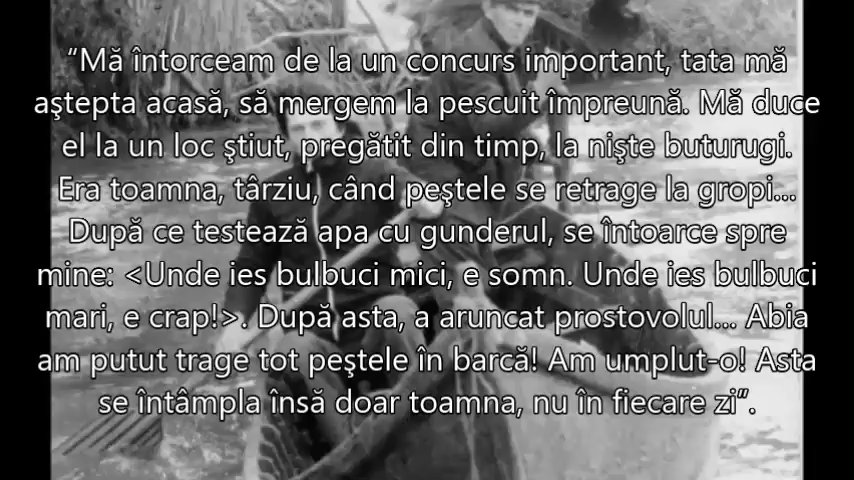 “Mă întorceam de la un concurs important, tata mă
aştepta acasă, să mergem la pescuit împreună. Mă duce
el la un loc ştiut, pregătit din timp, la nişte buturugi.
Era toamna, târziu, când peştele se retrage la gropi...
După ce testează apa cu gunderul, se întoarce spre
mine: <Unde ies bulbuci mici, e somn. Unde ies bulbuci
mari, e crap!>. După asta, a aruncat prostovolul... Abia
am putut trage tot peştele în barcă! Am umplut-o! Asta
se întâmpla însă doar toamna, nu în fiecare zi”.